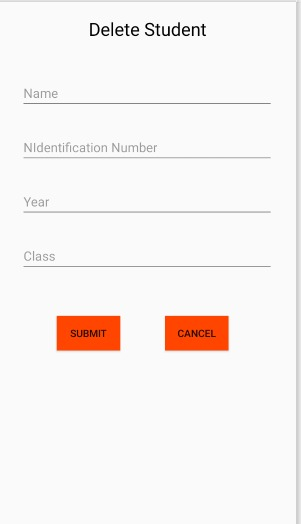 Delete Student
Name
NIdentification Number
Year
Class
SUBMIT CANCEL